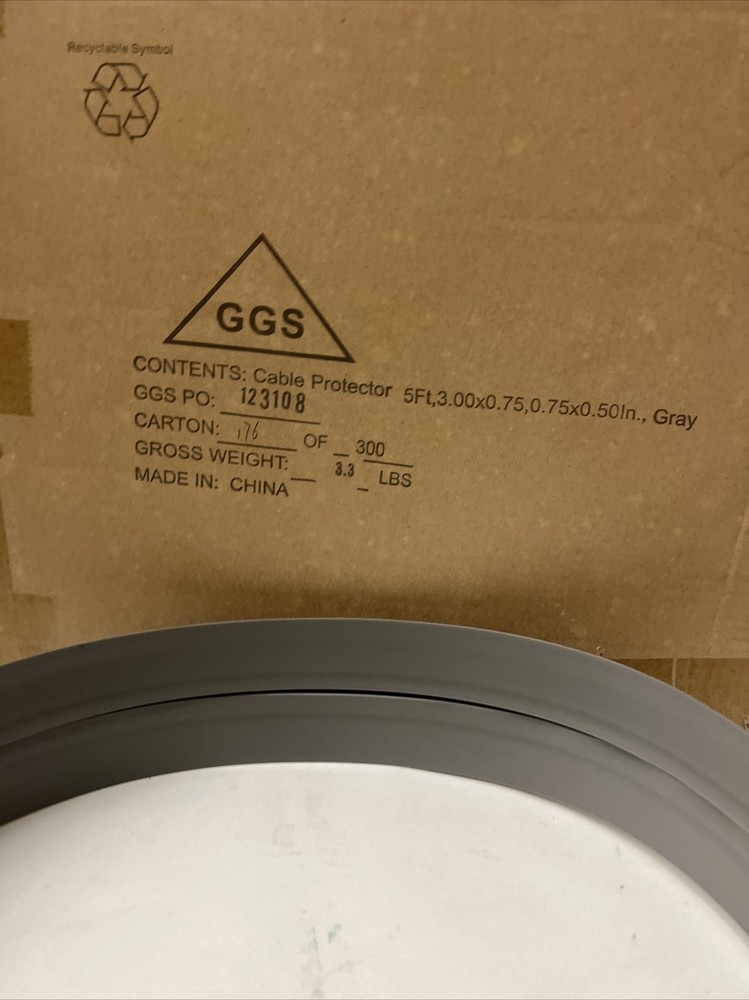 Recyclable Symbol
GGS
CONTENTS: Cable Protector 5Ft,3.00x0.75,0.75x0.50In., Gray
GGS PO: 123108
CARTON: 176 OF 300
GROSS WEIGHT: 3.3 LBS
MADE IN: CHINA